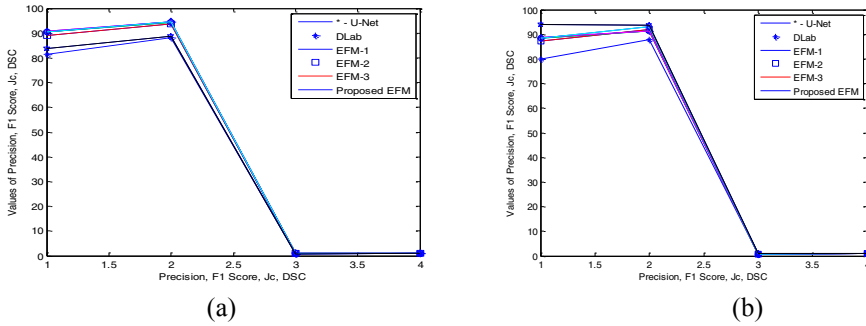 100
90
80
70
60
50
40
30
20
10
0
Values of Precision, F1 Score, Jc, DSC
* - U-Net
DLab
EFM-1
EFM-2
EFM-3
Proposed EFM
1 1.5 2 2.5 3 3.5 4
Precision, F1 Score, Jc, DSC
(a)
100
90
80
70
60
50
40
30
20
10
0
Values of Precision, F1 Score, Jc, DSC
* - U-Net
DLab
EFM-1
EFM-2
EFM-3
Proposed EFM
1 1.5 2 2.5 3 3.5 4
Precision, F1 Score, Jc, DSC
(b)